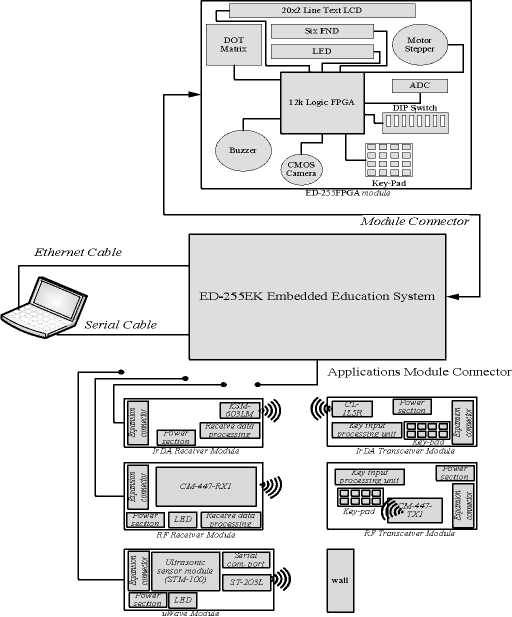 20x2 Line Text LCD
Six FND
LED
DOT
Matrix
Motor
Stepper
12k Logic FPGA
ADC
DIP Switch
Buzzer
CMOS
Camera
Key-Pad
ED-255FPGA module
Module Connector
Ethernet Cable
ED-255EK Embedded Education System
Serial Cable
Applications Module Connector
Expansion
connector
KSM-
603LM
Power
section
Receive data
processing
IrDA Receiver Module
CL-
1L5R
Power
section
Key input
processing unit
Key-pad
Expansion
connector
IrDA Transceiver Module
Expansion
connector
CM-447-RX1
Power
section
LED
Receive data
processing
RF Receiver Module
Key input
processing unit
Power
section
Key-pad
CM-447-
TX1
Expansion
connector
RF Transceiver Module
Expansion
connector
Ultrasonic
sensor module
(STM-100)
Serial
com.port
ST-203L
Power
section
LED
uWave Module
wall